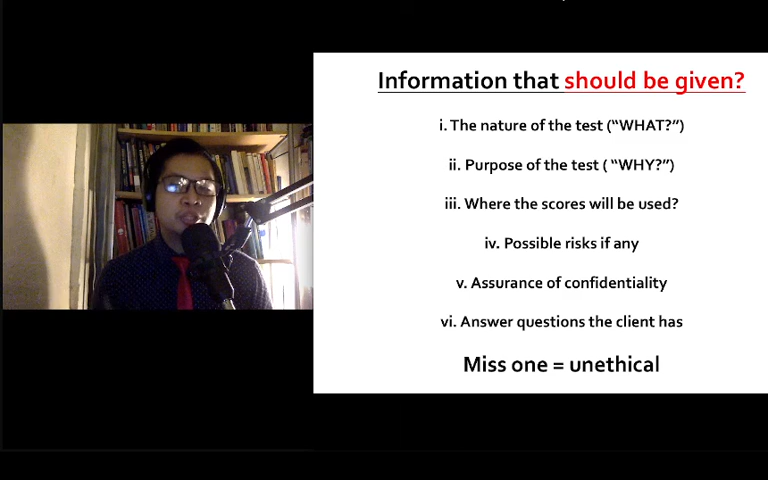 Information that should be given?
i. The nature of the test (“WHAT?”)
ii. Purpose of the test ( “WHY?”)
iii. Where the scores will be used?
iv. Possible risks if any
v. Assurance of confidentiality
vi. Answer questions the client has
Miss one = unethical